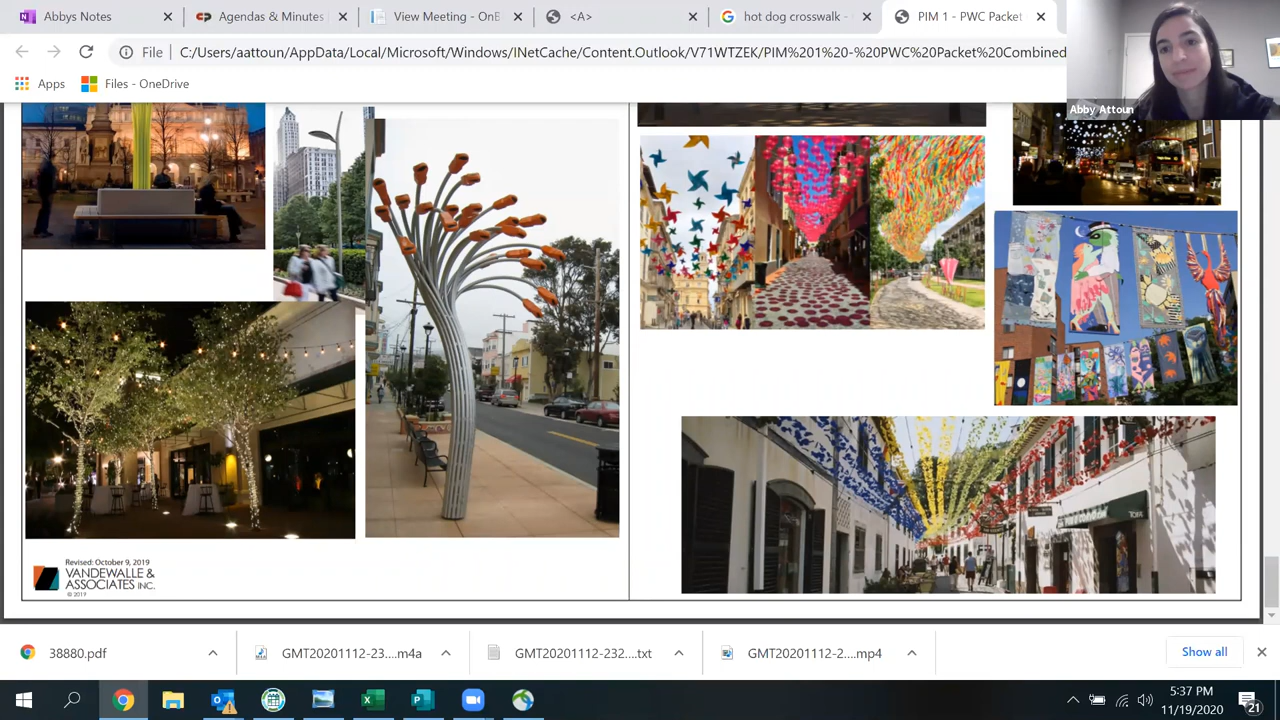 Abbys Notes
Agendas & Minutes
View Meeting - OnB
<A>
hot dog crosswalk -
PIM 1 - PWC Packet
File
C:/Users/aattoun/AppData/Local/Microsoft/Windows/INetCache/Content.Outlook/V71WTZEK/PIM%201%20-%20PWC%20Packet%20Combined
Apps
Files - OneDrive
Abby Attoun
Revised: October 9, 2019
VANDEWALLE &
ASSOCIATES INC.
© 2019
38880.pdf
GMT20201112-23....m4a
GMT20201112-232....txt
GMT20201112-2....mp4
Show all
5:37 PM
11/19/2020
21